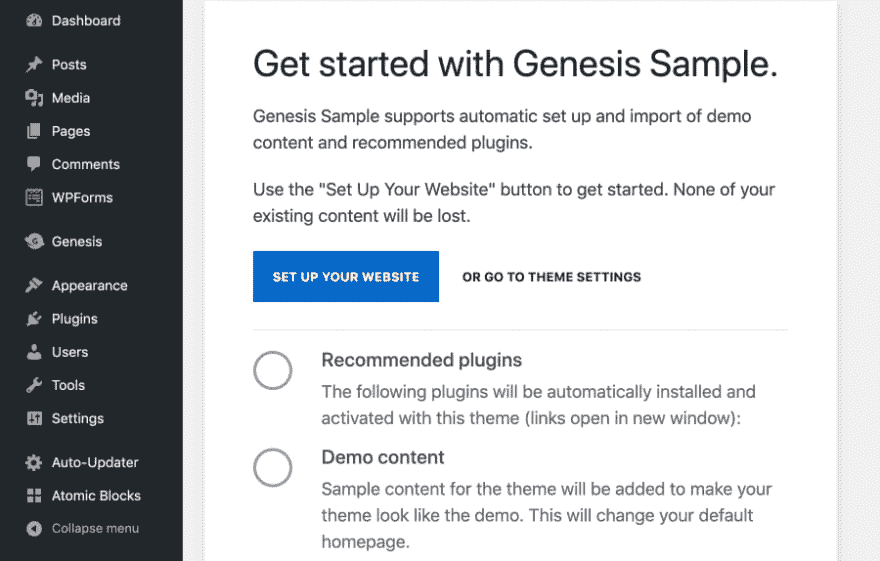 Dashboard
Posts
Media
Pages
Comments
WPForms
Genesis
Appearance
Plugins
Users
Tools
Settings
Auto-Updater
Atomic Blocks
Collapse menu
Get started with Genesis Sample.
Genesis Sample supports automatic set up and import of demo
content and recommended plugins.
Use the "Set Up Your Website" button to get started. None of your
existing content will be lost.
SET UP YOUR WEBSITE
OR GO TO THEME SETTINGS
Recommended plugins
The following plugins will be automatically installed and
activated with this theme (links open in new window):
Demo content
Sample content for the theme will be added to make your
theme look like the demo. This will change your default
homepage.